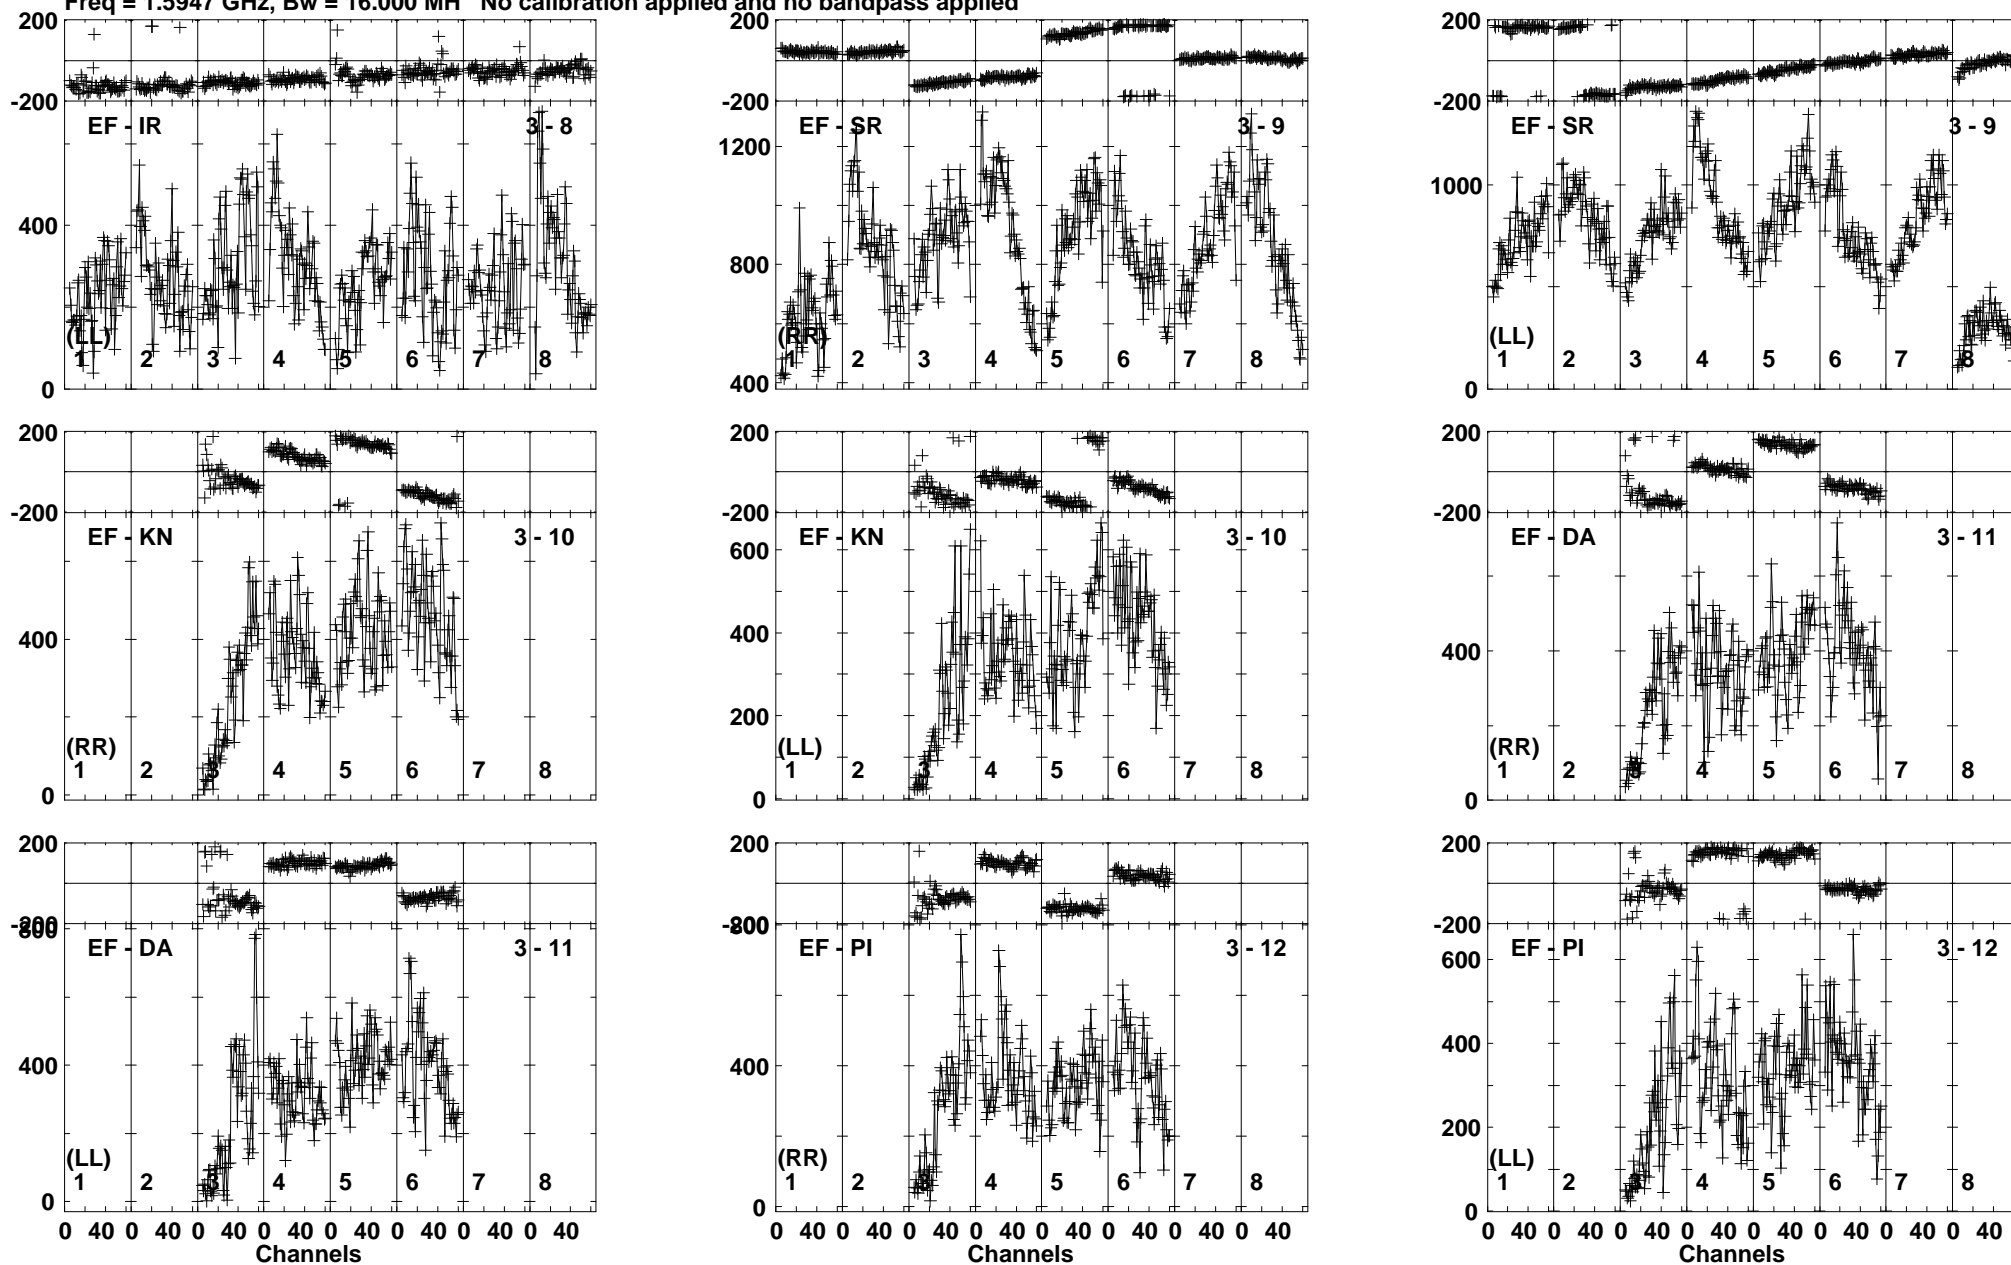 Freq = 1.5947 GHz, Bw = 16.000 MH   No calibration applied and no bandpass applied
200 200 200
-200 -200 -200
EF - IR 3 - 8 EF - SR 3 - 9 EF - SR 3 - 9
1200
1000
400
800
(LL) (RR) (LL)
1 2 3 4 5 6 7 8 1 2 3 4 5 6 7 8 1 2 3 4 5 6 7 8
0 400 0
200 200 200
-200 -200 -200
EF - KN 3 - 10 EF - KN 3 - 10 EF - DA 3 - 11
600
400 400 400
200
(RR) (LL) (RR)
1 2 3 4 5 6 7 8 1 2 3 4 5 6 7 8 1 2 3 4 5 6 7 8
0 0 0
200 200 200
-200 -200 -200
800 800
EF - DA 3 - 11 EF - PI 3 - 12 EF - PI 3 - 12
600
400 400 400
200
(LL) (RR) (LL)
1 2 3 4 5 6 7 8 1 2 3 4 5 6 7 8 1 2 3 4 5 6 7 8
0 0 0
0 40 0 40 0 40 0 40 0 40 0 40 0 40 0 40 0 40 0 40 0 40 0 40 0 40 0 40 0 40 0 40 0 40 0 40 0 40 0 40 0 40 0 40 0 40 0 40
Channels Channels Channels